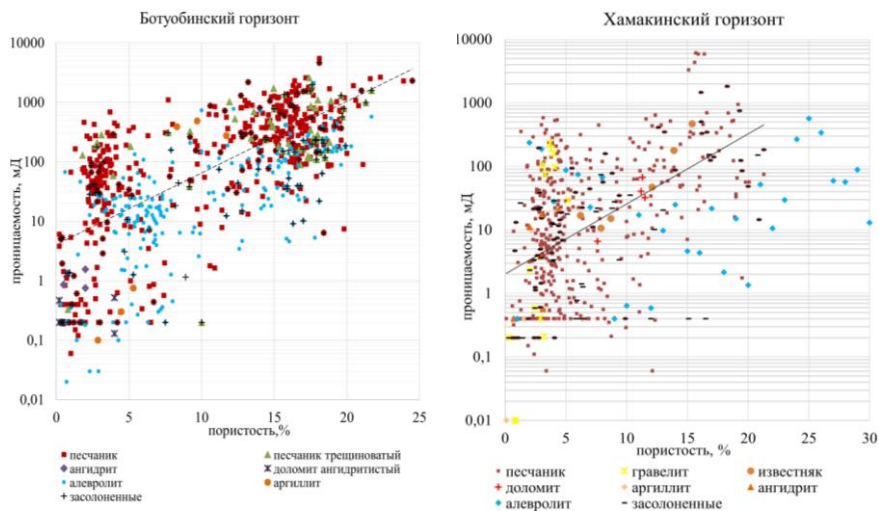 Ботуобинский горизонт
10000
1000
100
10
1
0,1
0,01
проницаемость, мД
0
5
10
15
20
25
пористость,%
песчаник
песчаник трещиноватый
ангидрит
доломит ангидритистый
алевролит
аргиллит
засолоненные
Хамакинский горизонт
10000
1000
100
10
1
0,1
0,01
проницаемость, мД
0
5
10
15
20
25
30
пористость, %
песчаник
гравелит
известняк
доломит
аргиллит
ангидрит
алевролит
засолоненные